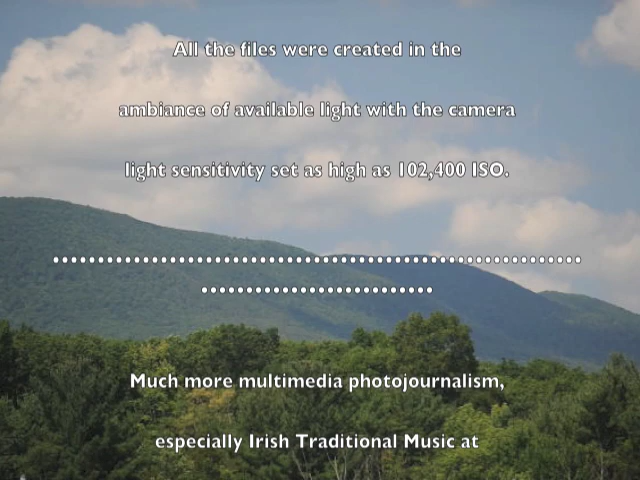 All the files were created in the
ambiance of available light with the camera
light sensitivity set as high as 102,400 ISO.
...........................................................
..........................
Much more multimedia photojournalism,
especially Irish Traditional Music at